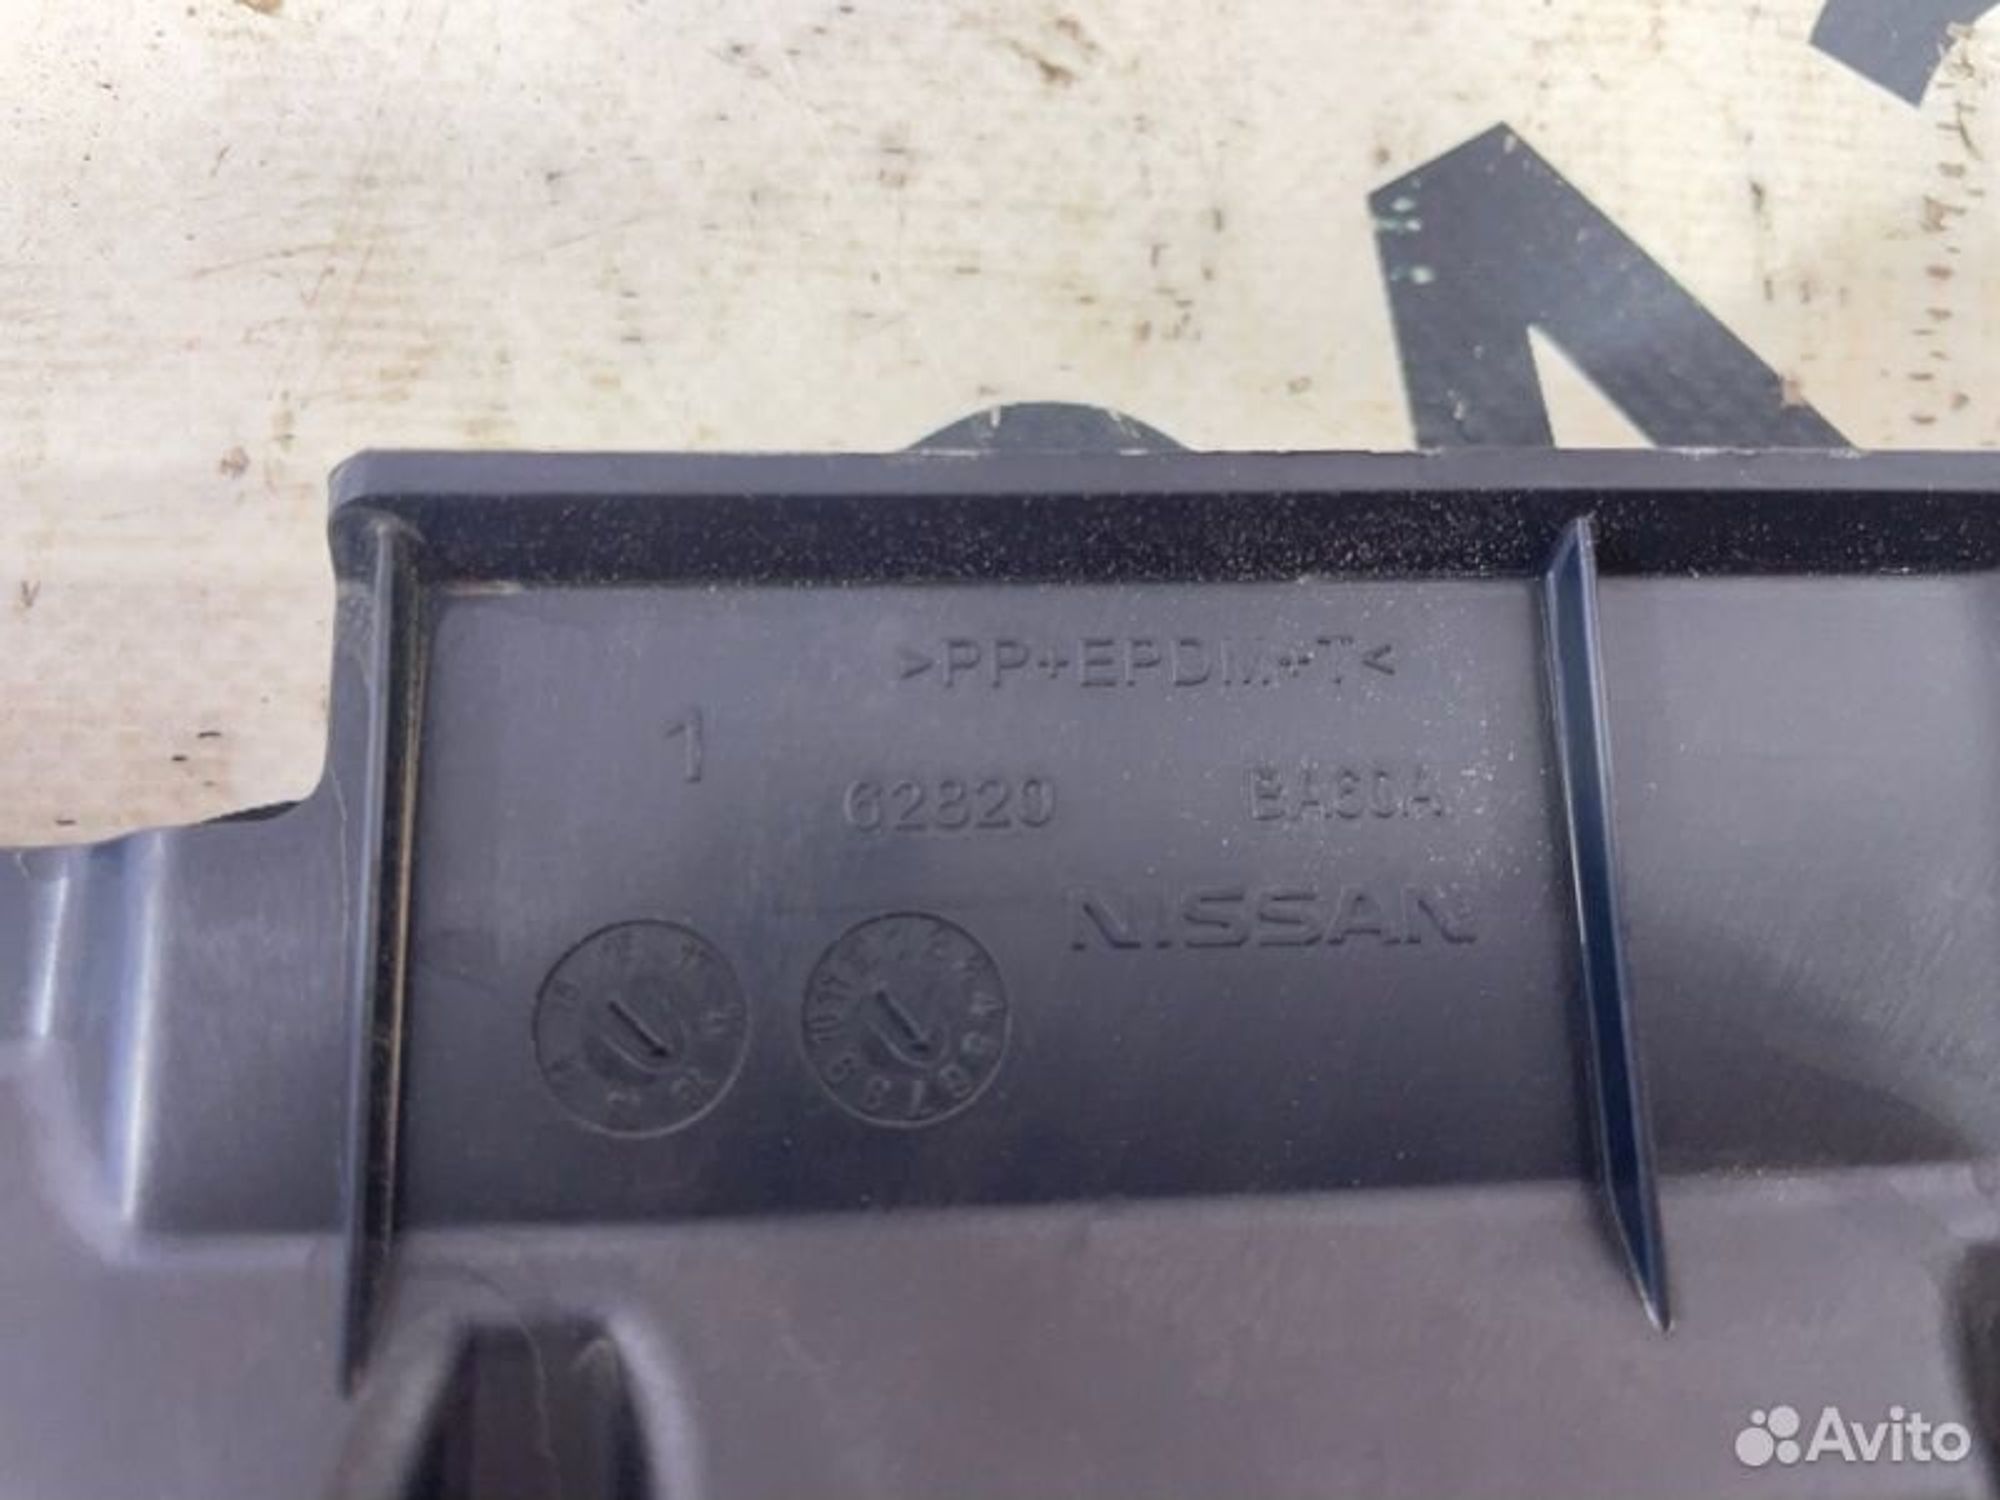 >PP+EPDM+T<
1
62820 BA60A
NISSAN
Avito